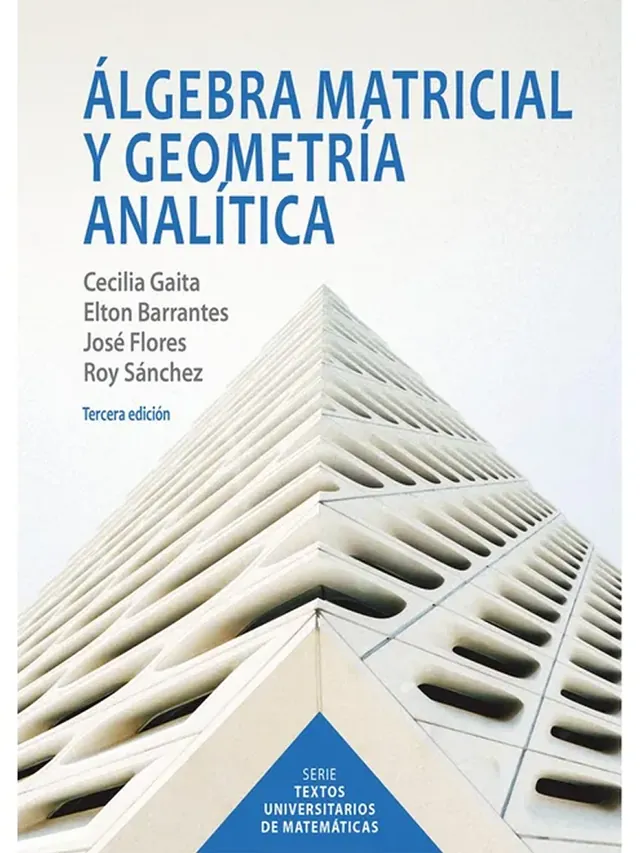 ÁLGEBRA MATRICIAL
Y GEOMETRÍA
ANALÍTICA
Cecilia Gaita
Elton Barrantes
José Flores
Roy Sánchez
Tercera edición
SERIE
TEXTOS
UNIVERSITARIOS
DE MATEMÁTICAS